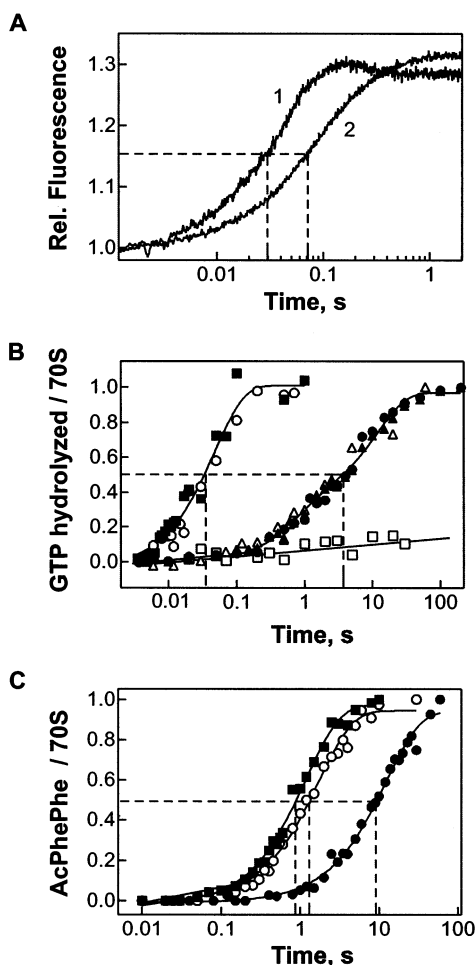 A
Rel. Fluorescence
1.3
1.2
1.1
1.0
1
2
0.01 0.1 1
Time, s
B
GTP hydrolyzed / 70S
1.0
0.8
0.6
0.4
0.2
0.0
0.01 0.1 1 10 100
Time, s
C
AcPhePhe / 70S
1.0
0.8
0.6
0.4
0.2
0.0
0.01 0.1 1 10 100
Time, s